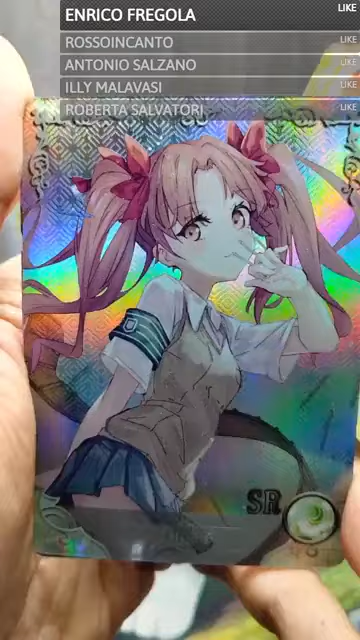 ENRICO FREGOLA LIKE
ROSSOINCANTO LIKE
ANTONIO SALZANO LIKE
ILLY MALAVASI LIKE
ROBERTA SALVATORI LIKE
SR